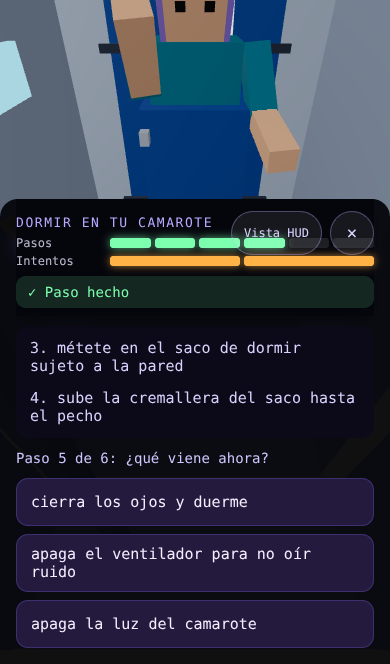 DORMIR EN TU CAMAROTE
Vista HUD
×
Pasos
Intentos
✓ Paso hecho
3. métete en el saco de dormir
sujeto a la pared
4. sube la cremallera del saco hasta
el pecho
Paso 5 de 6: ¿qué viene ahora?
cierra los ojos y duerme
apaga el ventilador para no oír
ruido
apaga la luz del camarote